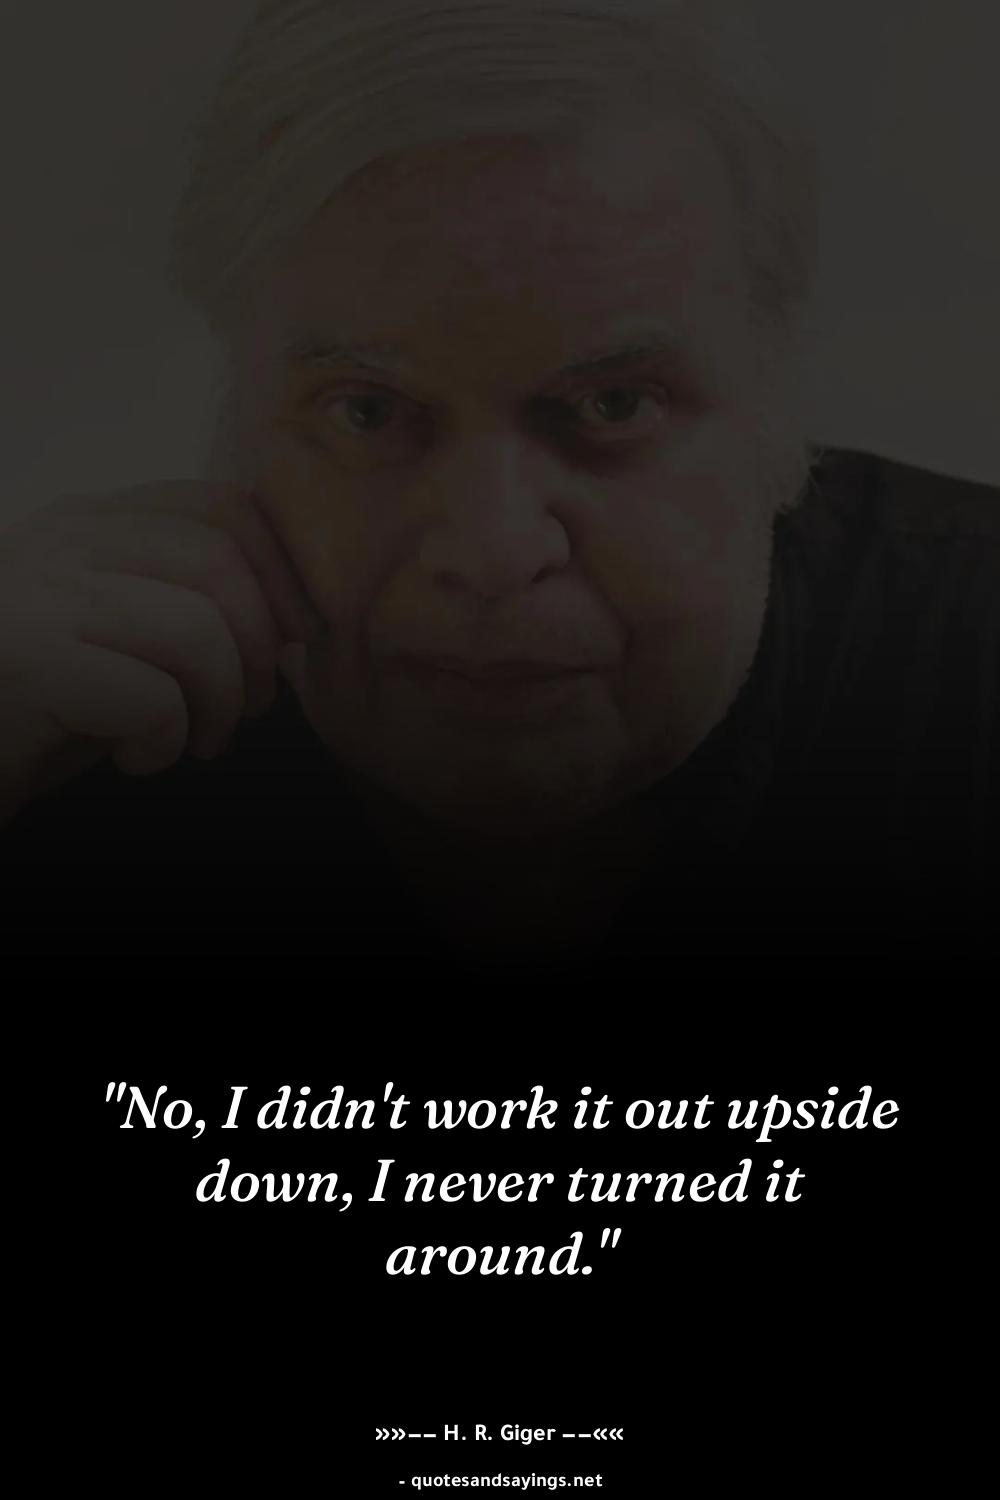 "No, I didn't work it out upside
down, I never turned it
around."
»»—— H. R. Giger ——««
- quotesandsayings.net